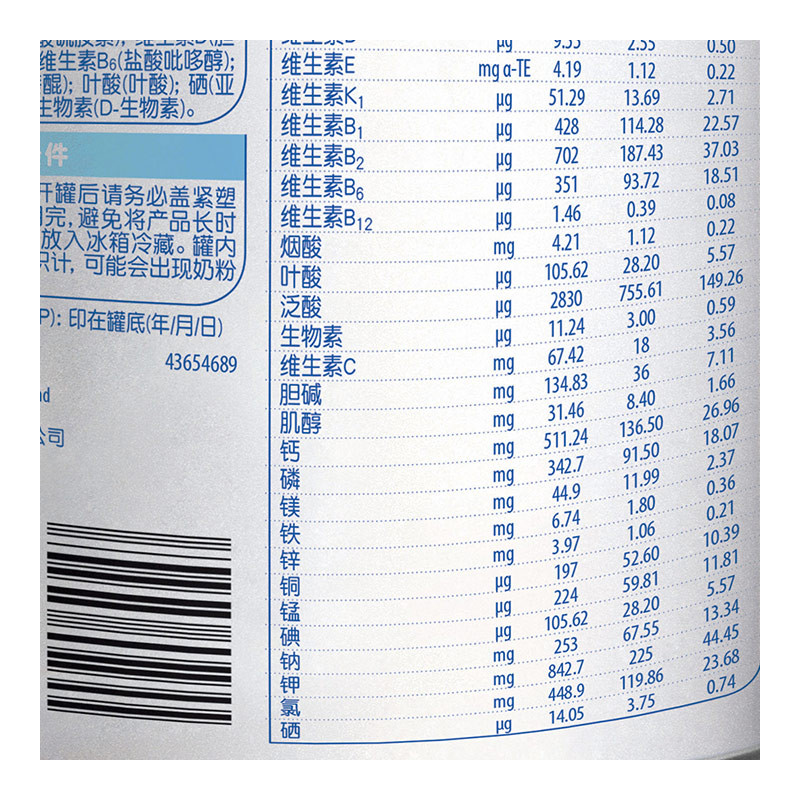 维生素B₆(盐酸吡哆醇);
醌); 叶酸(叶酸); 硒(亚
生物素(D-生物素)。
件
开罐后请务必盖紧塑
用完, 避免将产品长时
放入冰箱冷藏。罐内
只计, 可能会出现奶粉
P): 印在罐底(年/月/日)
43654689
nd
公司
µg 9.55 2.55 0.50
维生素E mg α-TE 4.19 1.12 0.22
维生素K₁ µg 51.29 13.69 2.71
维生素B₁ µg 428 114.28 22.57
维生素B₂ µg 702 187.43 37.03
维生素B₆ µg 351 93.72 18.51
维生素B₁₂ µg 1.46 0.39 0.08
烟酸 mg 4.21 1.12 0.22
叶酸 µg 105.62 28.20 5.57
泛酸 µg 2830 755.61 149.26
生物素 µg 11.24 3.00 0.59
维生素C mg 67.42 18 3.56
胆碱 mg 134.83 36 7.11
肌醇 mg 31.46 8.40 1.66
钙 mg 511.24 136.50 26.96
磷 mg 342.7 91.50 18.07
镁 mg 44.9 11.99 2.37
铁 mg 6.74 1.80 0.36
锌 mg 3.97 1.06 0.21
铜 µg 197 52.60 10.39
锰 µg 224 59.81 11.81
碘 µg 105.62 28.20 5.57
钠 mg 253 67.55 13.34
钾 mg 842.7 225 44.45
氯 mg 448.9 119.86 23.68
硒 µg 14.05 3.75 0.74